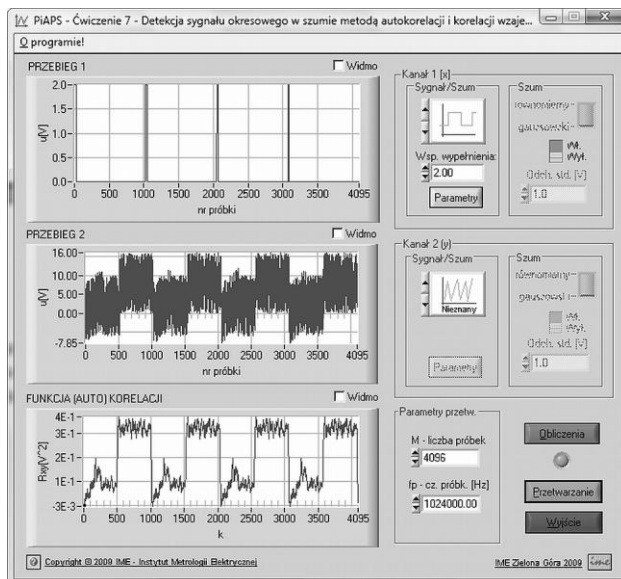 PiAPS - Ćwiczenie 7 - Detekcja sygnału okresowego w szumie metodą autokorelacji i korelacji wzaje...
O programie!
PRZEBIEG 1
Widmo
u[V]
2.0
1.5
1.0
0.5
0.0
0 500 1000 1500 2000 2500 3000 3500 4095
nr próbki
PRZEBIEG 2
Widmo
u[V]
16.00
10.00
5.00
0.00
-7.85
0 500 1000 1500 2000 2500 3000 3500 4095
nr próbki
FUNKCJA (AUTO) KORELACJI
Widmo
Rxy[V^2]
4E-1
3E-1
1E-1
-3E-3
0 500 1000 1500 2000 2500 3000 3500 4095
k
Kanał 1 [x]
Sygnał/Szum
Wsp. wypełnienia:
2.00
Parametry
Szum
równomierny
gaussowski
Wł.
Wył.
Odch. std. [V]
1.0
Kanał 2 [y]
Sygnał/Szum
Nieznany
Parametry
Szum
równomierny
gaussowski
Wł.
Wył.
Odch. std. [V]
1.0
Parametry przetw.
M - liczba próbek
4096
fp - cz. próbk. [Hz]
1024000.00
Obliczenia
Przetwarzanie
Wyjście
Copyright © 2009 IME - Instytut Metrologii Elektrycznej
IME Zielona Góra 2009
ime